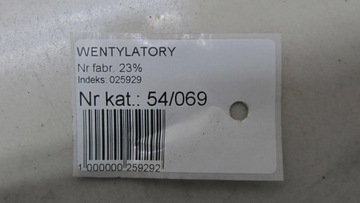 WENTYLATORY
Nr fabr. 23%
Indeks: 025929
Nr kat.: 54/069
1 000000 259292